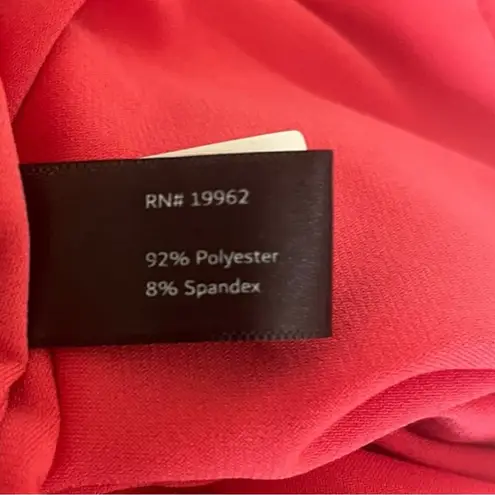 RN# 19962
92% Polyester
8% Spandex